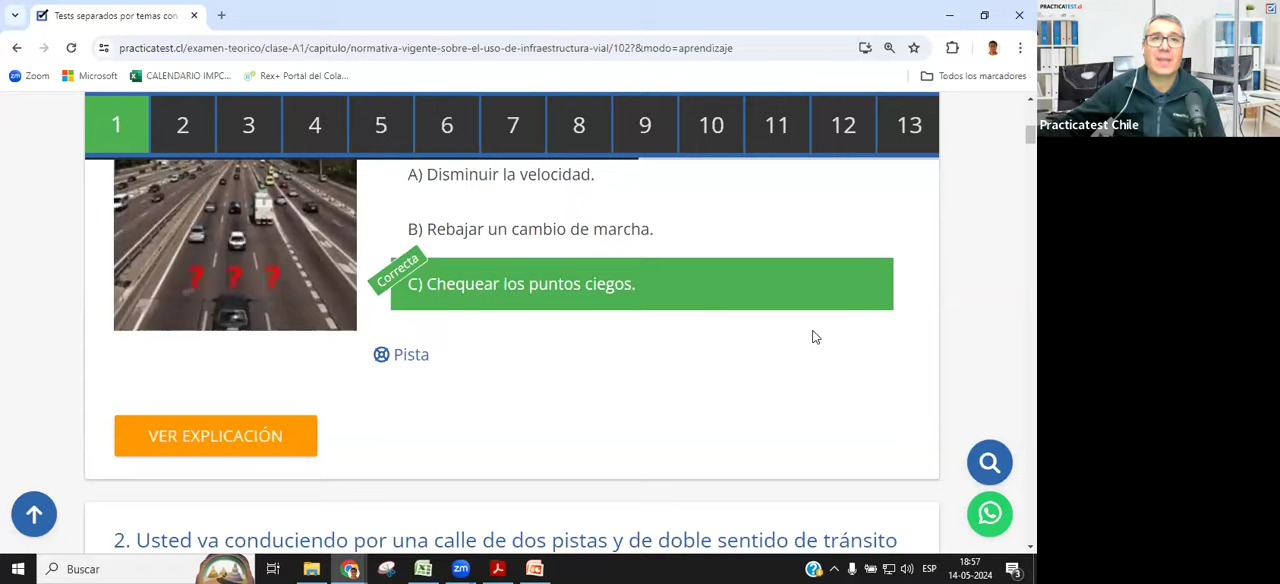 Tests separados por temas con
practicatest.cl/examen-teorico/clase-A1/capitulo/normativa-vigente-sobre-el-uso-de-infraestructura-vial/102?&modo=aprendizaje
Zoom
Microsoft
CALENDARIO IMPC...
Rex+ Portal del Cola...
Todos los marcadores
PRACTICATEST.cl
Practicatest Chile
1 2 3 4 5 6 7 8 9 10 11 12 13
A) Disminuir la velocidad.
B) Rebajar un cambio de marcha.
Correcta
C) Chequear los puntos ciegos.
? ? ?
Pista
VER EXPLICACIÓN
2. Usted va conduciendo por una calle de dos pistas y de doble sentido de tránsito
Buscar
zm
ESP
18:57
14-05-2024
3